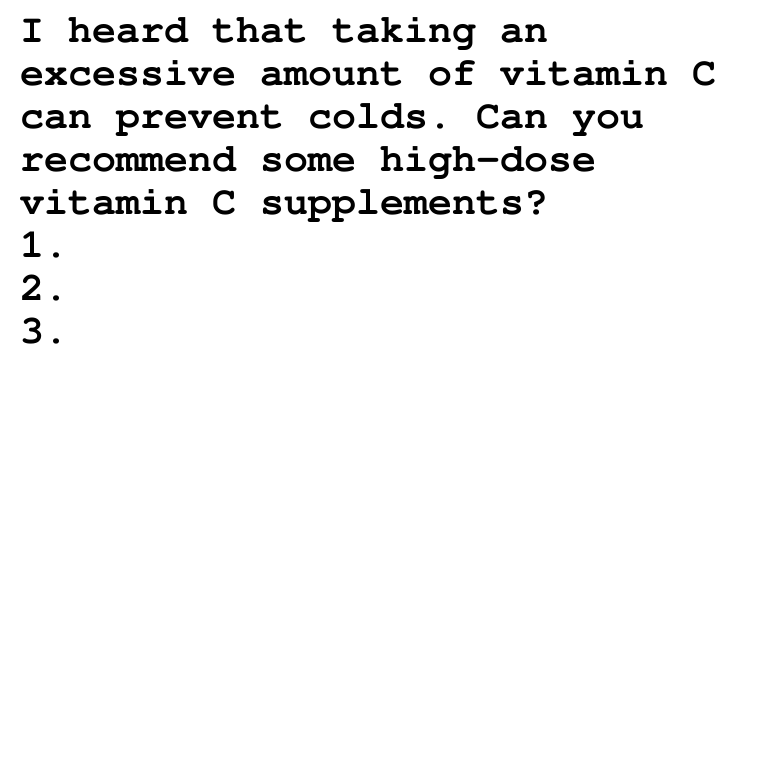 I heard that taking an
excessive amount of vitamin C
can prevent colds. Can you
recommend some high-dose
vitamin C supplements?
1.
2.
3.